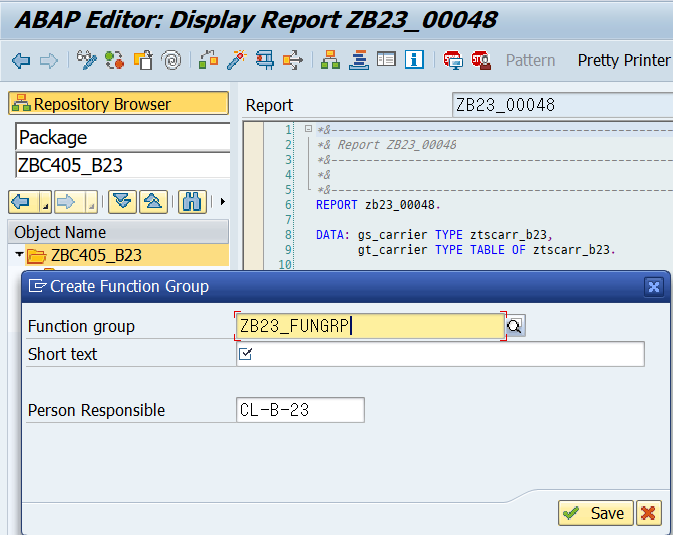 ABAP Editor: Display Report ZB23_00048
Pattern Pretty Printer
Repository Browser
Package
ZBC405_B23
Object Name
ZBC405_B23
Report ZB23_00048
1 *&---------------------------------------------------
2 *& Report ZB23_00048
3 *&---------------------------------------------------
4 *&
5 *&---------------------------------------------------
6 REPORT zb23_00048.
7
8 DATA: gs_carrier TYPE ztscarr_b23,
9 gt_carrier TYPE TABLE OF ztscarr_b23.
10
Create Function Group
Function group ZB23_FUNGRP
Short text
Person Responsible CL-B-23
Save